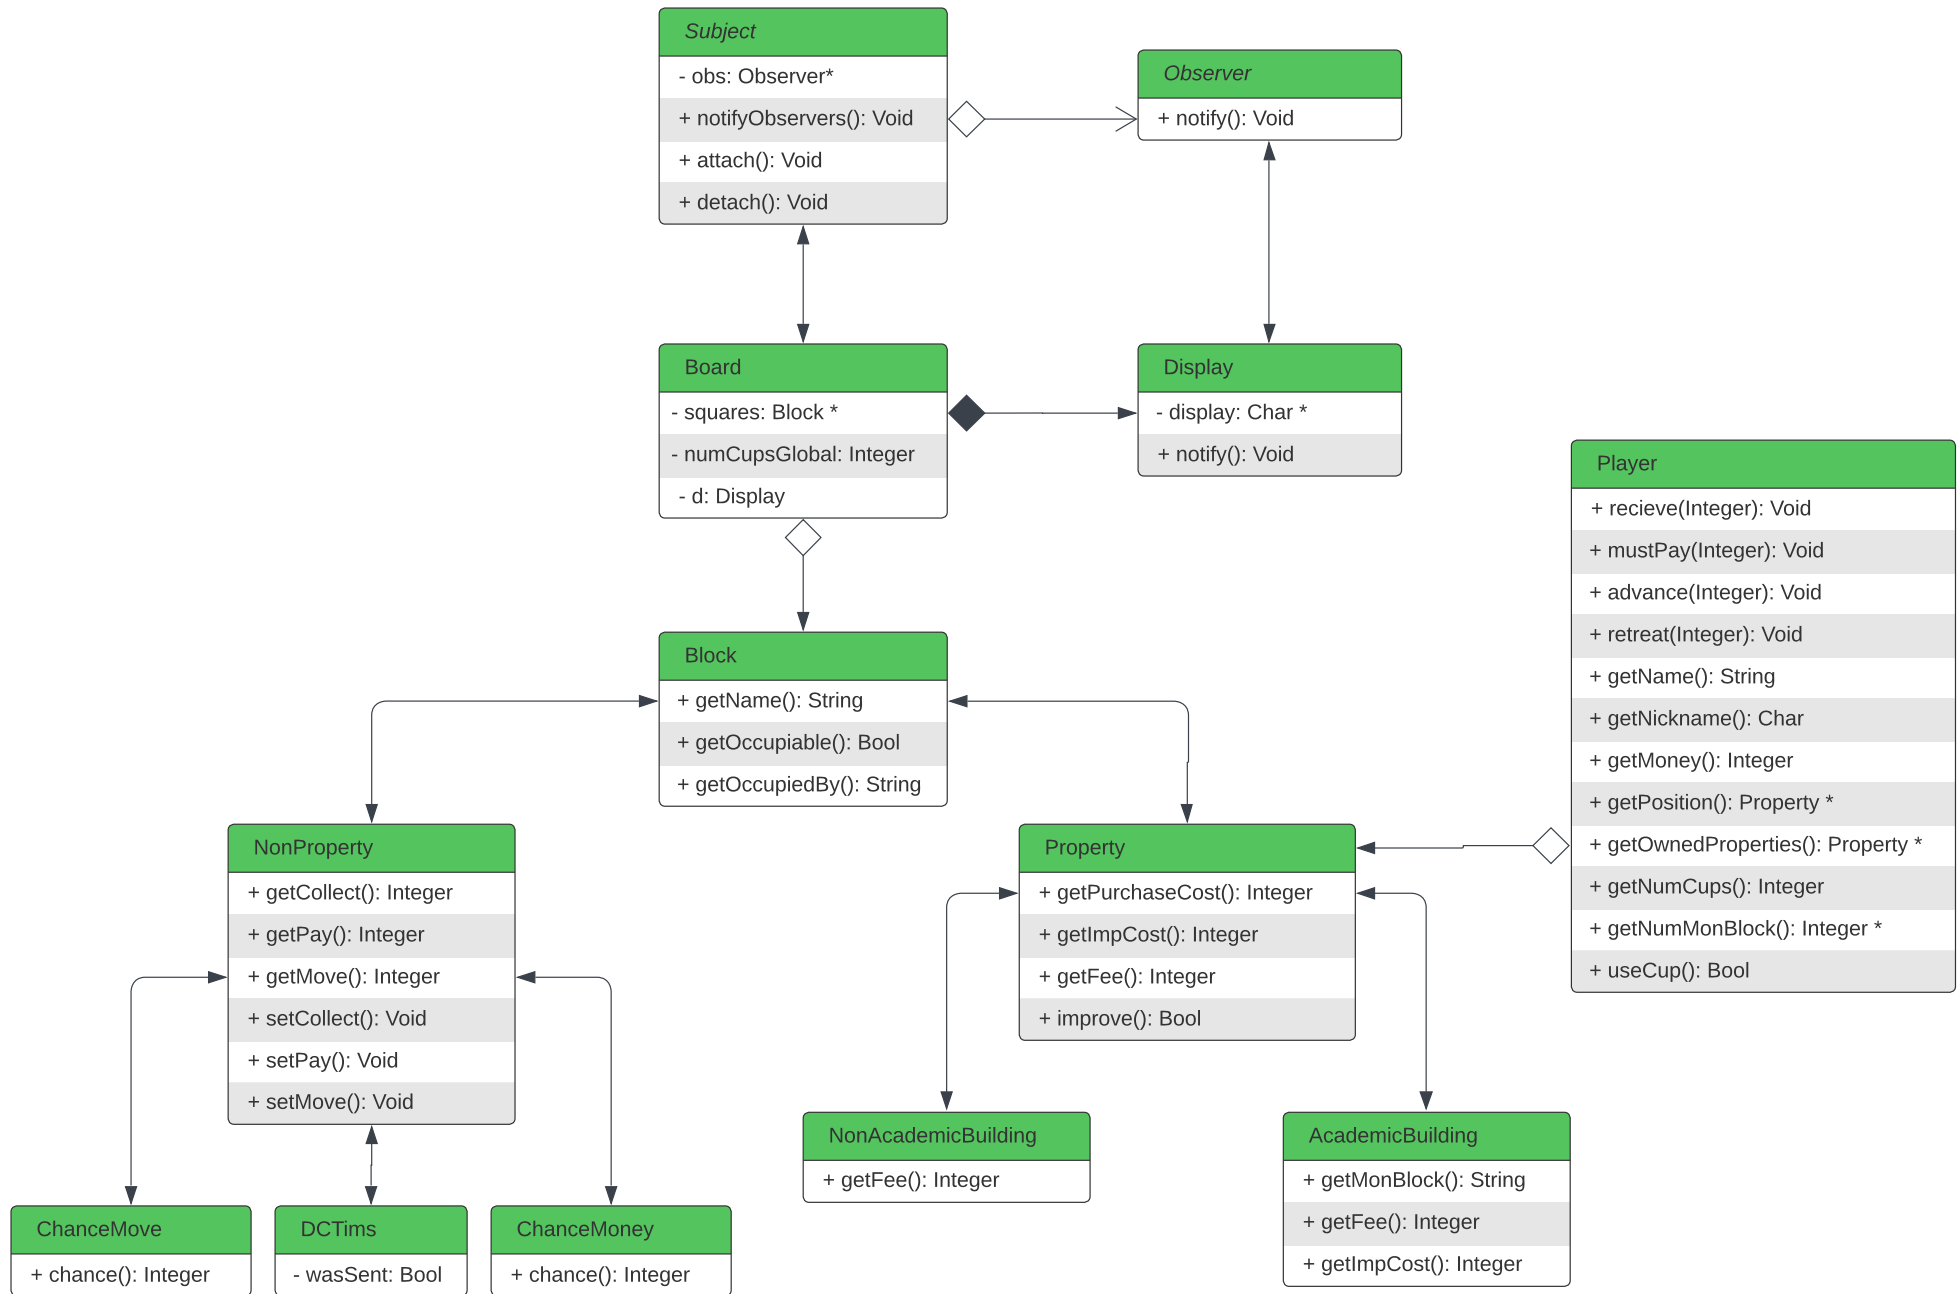 Subject
- obs: Observer*
+ notifyObservers(): Void
+ attach(): Void
+ detach(): Void
Observer
+ notify(): Void
Board
- squares: Block *
- numCupsGlobal: Integer
- d: Display
Display
- display: Char *
+ notify(): Void
Player
+ recieve(Integer): Void
+ mustPay(Integer): Void
+ advance(Integer): Void
+ retreat(Integer): Void
+ getName(): String
+ getNickname(): Char
+ getMoney(): Integer
+ getPosition(): Property *
+ getOwnedProperties(): Property *
+ getNumCups(): Integer
+ getNumMonBlock(): Integer *
+ useCup(): Bool
Block
+ getName(): String
+ getOccupiable(): Bool
+ getOccupiedBy(): String
NonProperty
+ getCollect(): Integer
+ getPay(): Integer
+ getMove(): Integer
+ setCollect(): Void
+ setPay(): Void
+ setMove(): Void
Property
+ getPurchaseCost(): Integer
+ getImpCost(): Integer
+ getFee(): Integer
+ improve(): Bool
NonAcademicBuilding
+ getFee(): Integer
AcademicBuilding
+ getMonBlock(): String
+ getFee(): Integer
+ getImpCost(): Integer
ChanceMove
+ chance(): Integer
DCTims
- wasSent: Bool
ChanceMoney
+ chance(): Integer